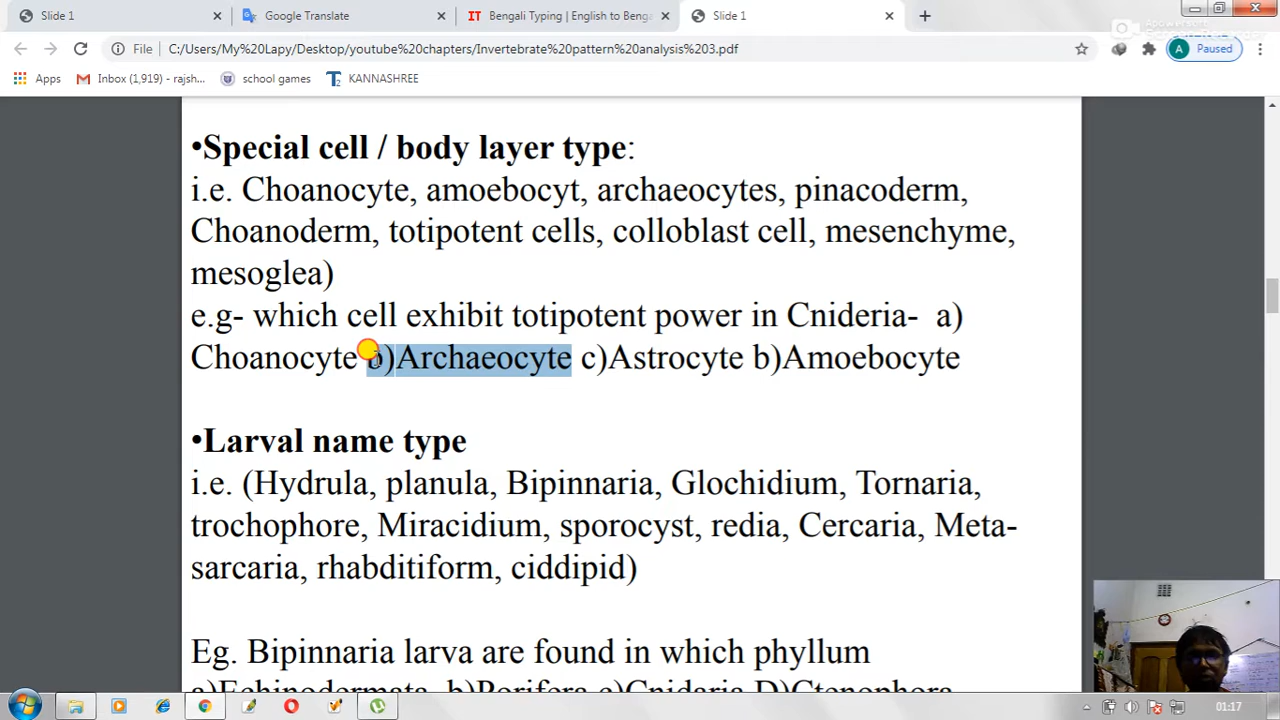 Slide 1
Google Translate
Bengali Typing | English to Beng
Slide 1
File
C:/Users/My%20Lapy/Desktop/youtube%20chapters/Invertebrate%20pattern%20analysis%203.pdf
A Paused
Apps
Inbox (1,919) - rajsh...
school games
KANNASHREE
•Special cell / body layer type:
i.e. Choanocyte, amoebocyt, archaeocytes, pinacoderm,
Choanoderm, totipotent cells, colloblast cell, mesenchyme,
mesoglea)
e.g- which cell exhibit totipotent power in Cnideria- a)
Choanocyte b)Archaeocyte c)Astrocyte b)Amoebocyte
•Larval name type
i.e. (Hydrula, planula, Bipinnaria, Glochidium, Tornaria,
trochophore, Miracidium, sporocyst, redia, Cercaria, Meta-
sarcaria, rhabditiform, ciddipid)
Eg. Bipinnaria larva are found in which phyllum
a)Echinodermata b)Porifera c)Cnidaria D)Ctenophora
01:17